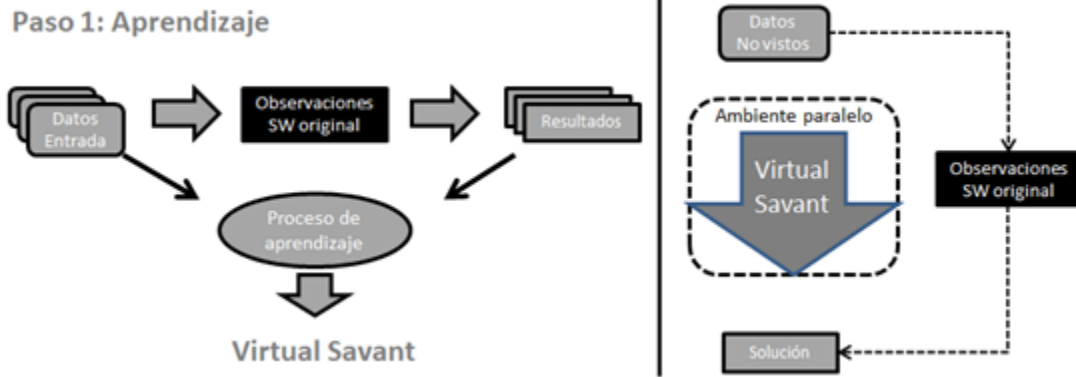 Paso 1: Aprendizaje
Datos
Entrada
Observaciones
SW original
Resultados
Proceso de
aprendizaje
Virtual Savant
Datos
No vistos
Ambiente paralelo
Virtual
Savant
Observaciones
SW original
Solución